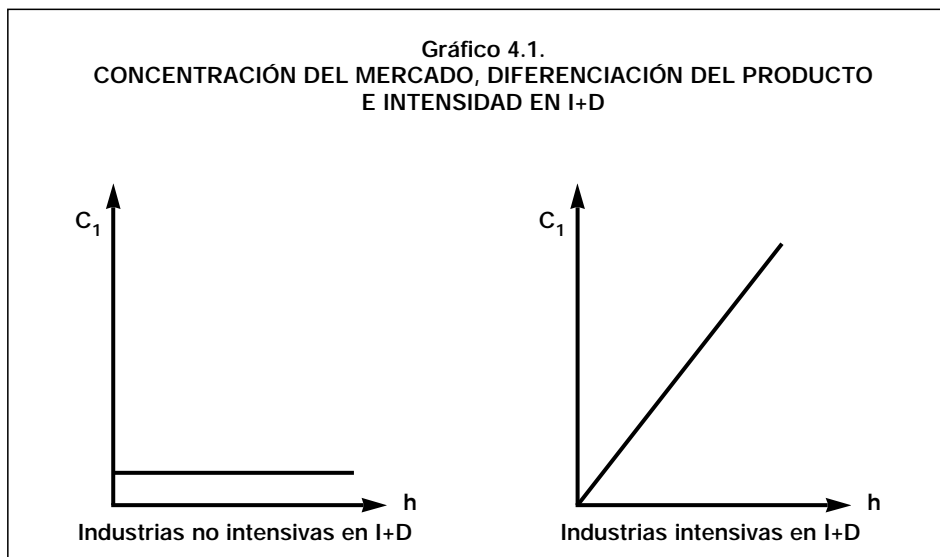 Gráfico 4.1.
CONCENTRACIÓN DEL MERCADO, DIFERENCIACIÓN DEL PRODUCTO
E INTENSIDAD EN I+D
C₁
h
Industrias no intensivas en I+D
C₁
h
Industrias intensivas en I+D